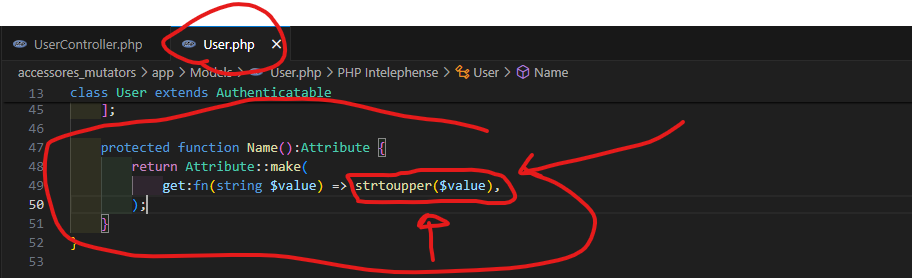 UserController.php User.php ×
accessores_mutators > app > Models > User.php > PHP Intelephense > User > Name
13 class User extends Authenticatable
45 ];
46
47 protected function Name():Attribute {
48 return Attribute::make(
49 get:fn(string $value) => strtoupper($value),
50 );
51 }
52 }
53